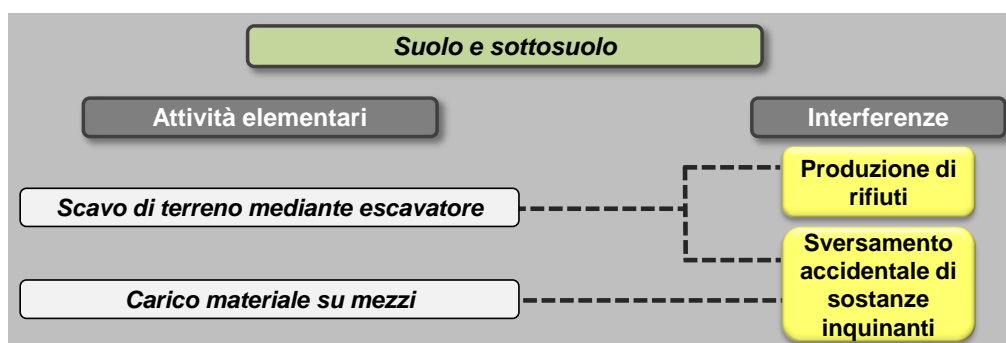 Suolo e sottosuolo
Attività elementari
Interferenze
Scavo di terreno mediante escavatore
Produzione di
rifiuti
Carico materiale su mezzi
Sversamento
accidentale di
sostanze
inquinanti